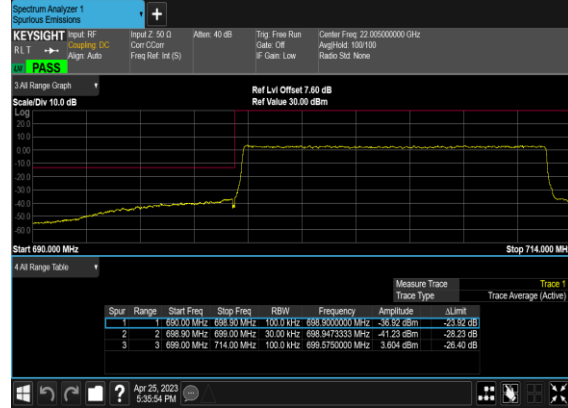 Spectrum Analyzer 1
Spurious Emissions
KEYSIGHT Input: RF Input Z: 50 Ω Atten: 40 dB Trig: Free Run Center Freq: 22.005000000 GHz
R L T Coupling: DC Corr CCorr Gate: Off Avg|Hold: 100/100
Align: Auto Freq Ref: Int (S) IF Gain: Low Radio Std: None
PASS
3 All Range Graph Ref Lvl Offset 7.60 dB
Scale/Div 10.0 dB Ref Value 30.00 dBm
Log
20.0
10.0
0.00
-10.0
-20.0
-30.0
-40.0
-50.0
-60.0
Start 690.000 MHz Stop 714.000 MH
4 All Range Table
Measure Trace Trace 1
Trace Type Trace Average (Active)
Spur Range Start Freq Stop Freq RBW Frequency Amplitude ΔLimit
1 1 690.00 MHz 698.90 MHz 100.0 kHz 698.9000000 MHz -36.92 dBm -23.92 dB
2 2 698.90 MHz 699.00 MHz 30.00 kHz 698.9473333 MHz -41.23 dBm -28.23 dB
3 3 699.00 MHz 714.00 MHz 100.0 kHz 699.5750000 MHz 3.604 dBm -26.40 dB
? Apr 25, 2023
5:35:54 PM